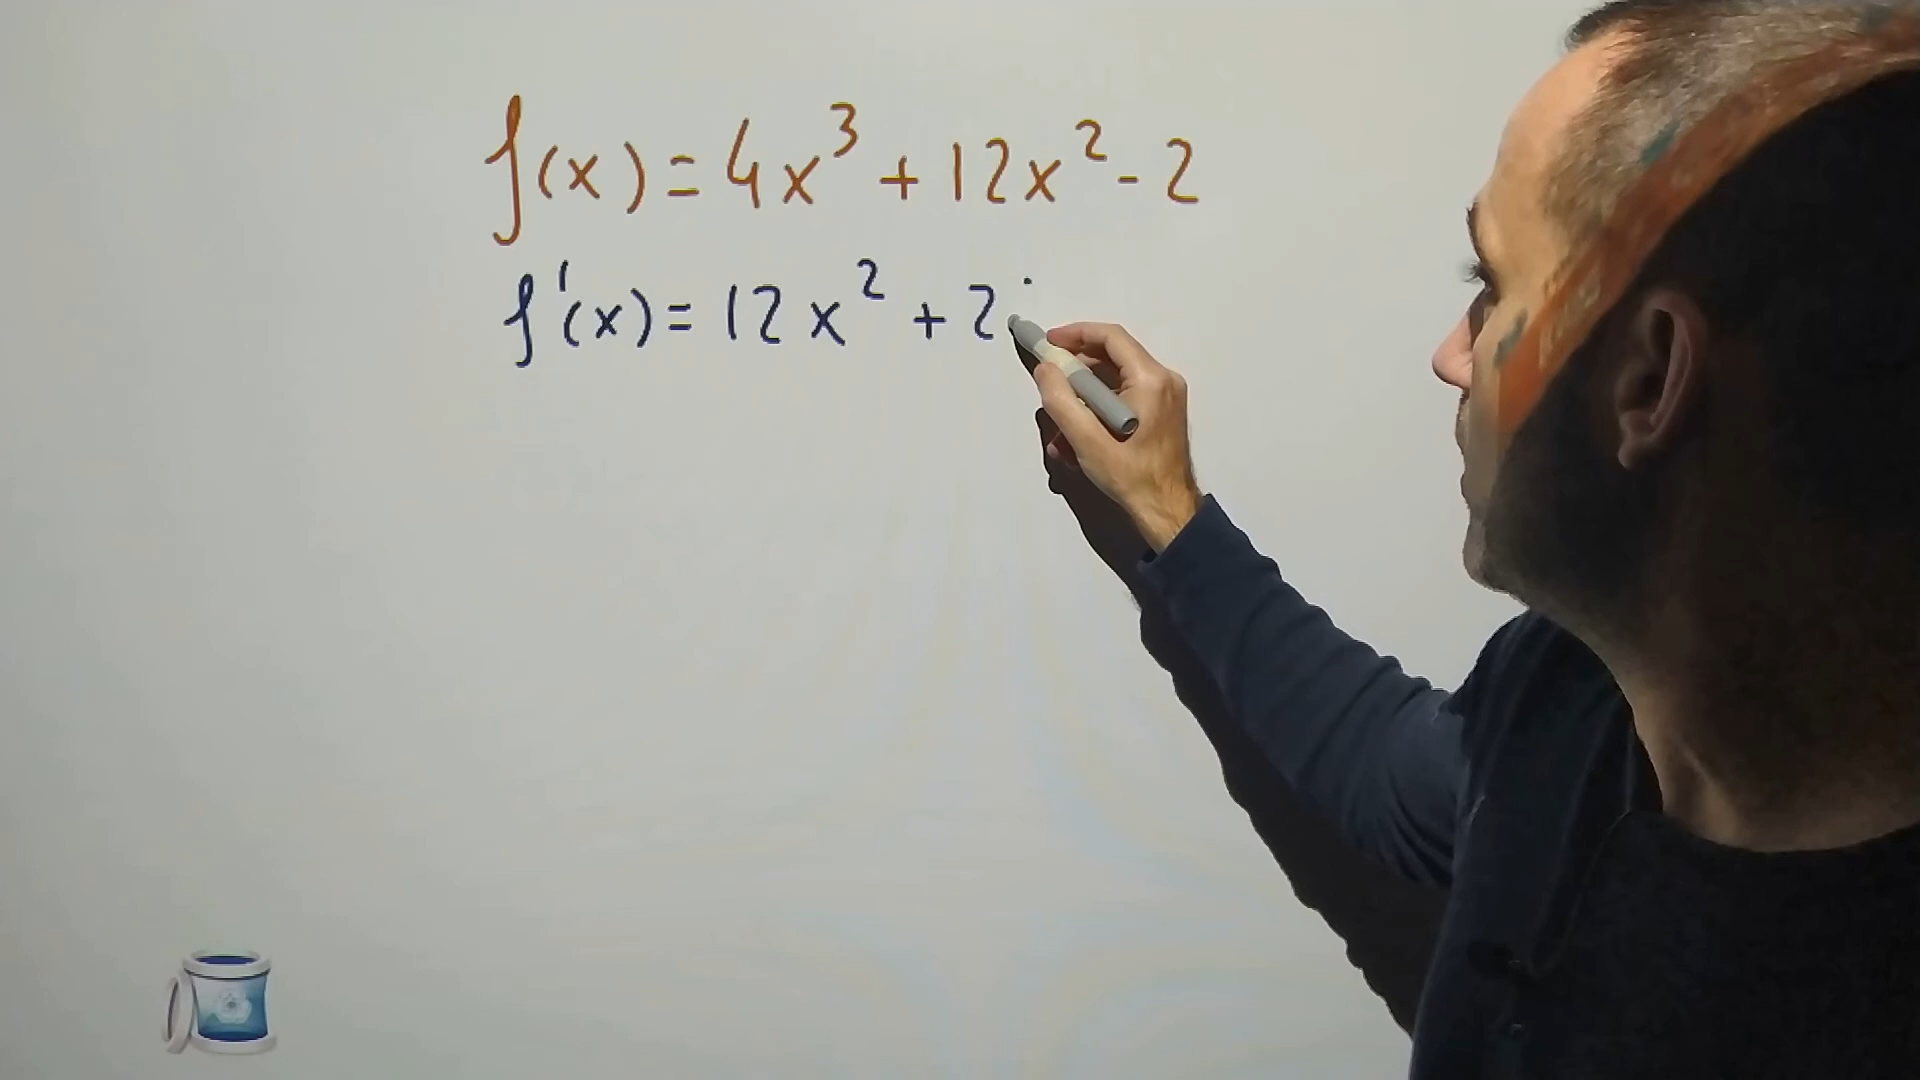 f(x) = 4x³ + 12x² - 2
f'(x) = 12x² + 2